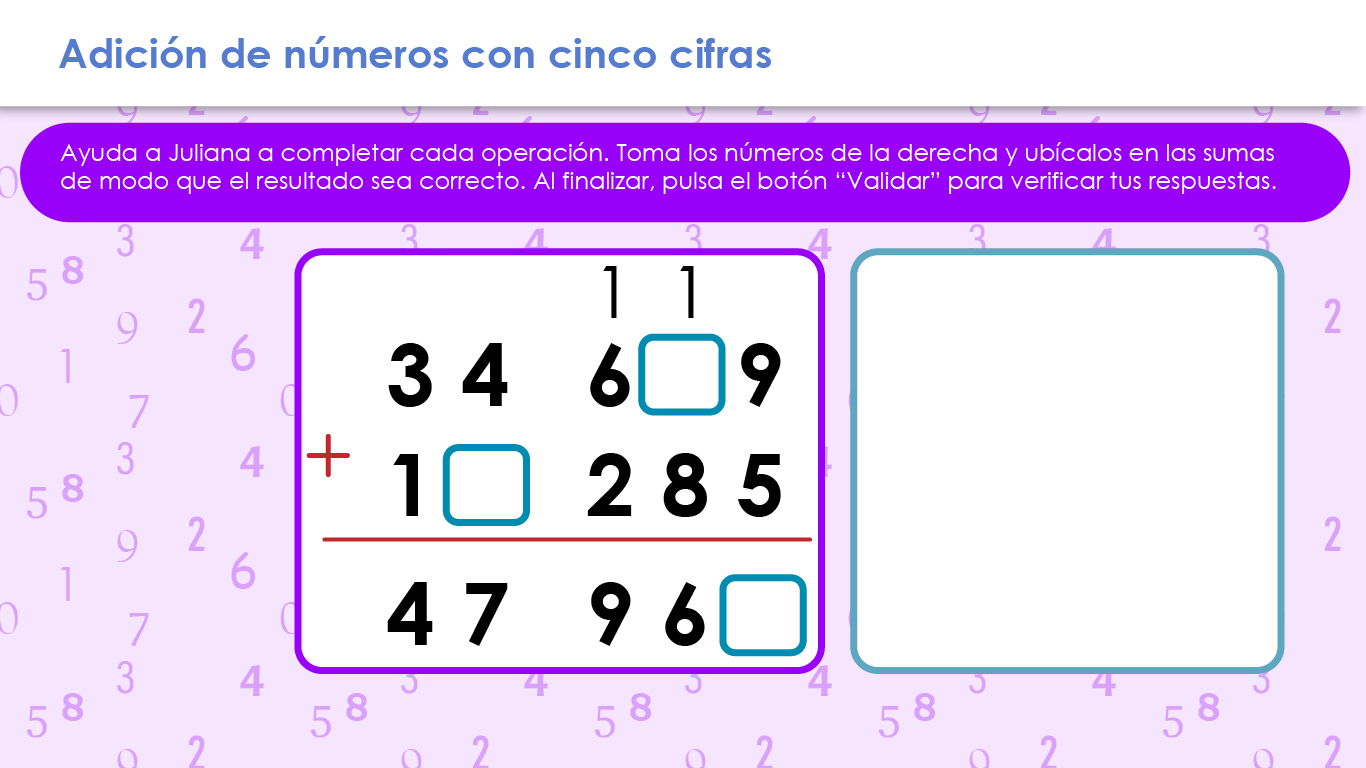 Adición de números con cinco cifras
Ayuda a Juliana a completar cada operación. Toma los números de la derecha y ubícalos en las sumas
de modo que el resultado sea correcto. Al finalizar, pulsa el botón “Validar” para verificar tus respuestas.
1 1
3 4 6 9
+ 1 2 8 5
4 7 9 6